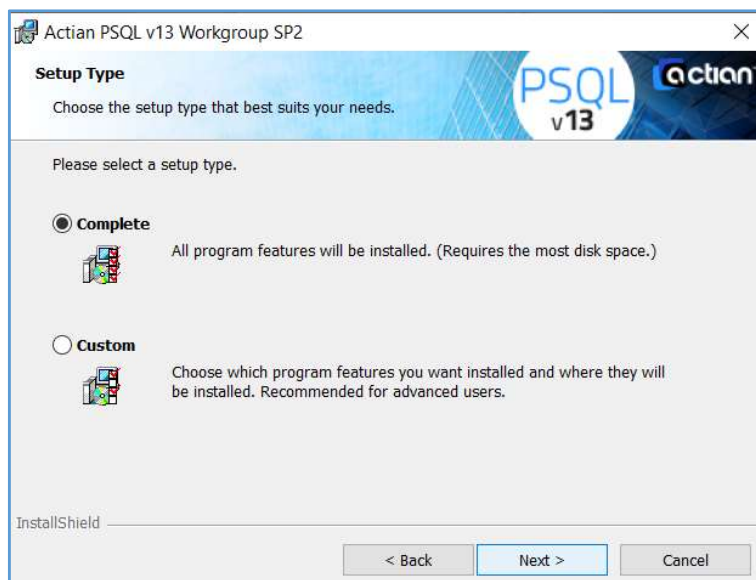 Actian PSQL v13 Workgroup SP2
Setup Type
Choose the setup type that best suits your needs.
PSQL
v13
actian
Please select a setup type.
Complete
All program features will be installed. (Requires the most disk space.)
Custom
Choose which program features you want installed and where they will
be installed. Recommended for advanced users.
InstallShield
< Back
Next >
Cancel